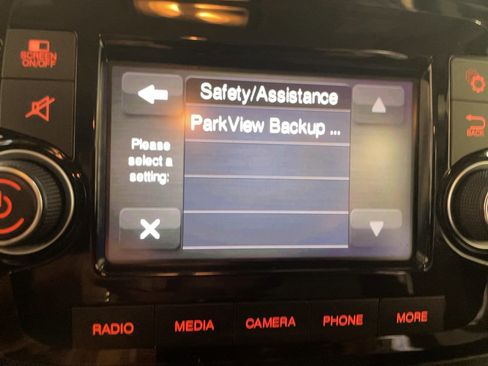 SCREEN
ON/OFF
Safety/Assistance
ParkView Backup ...
Please
select a
setting:
BACK
RADIO
MEDIA
CAMERA
PHONE
MORE